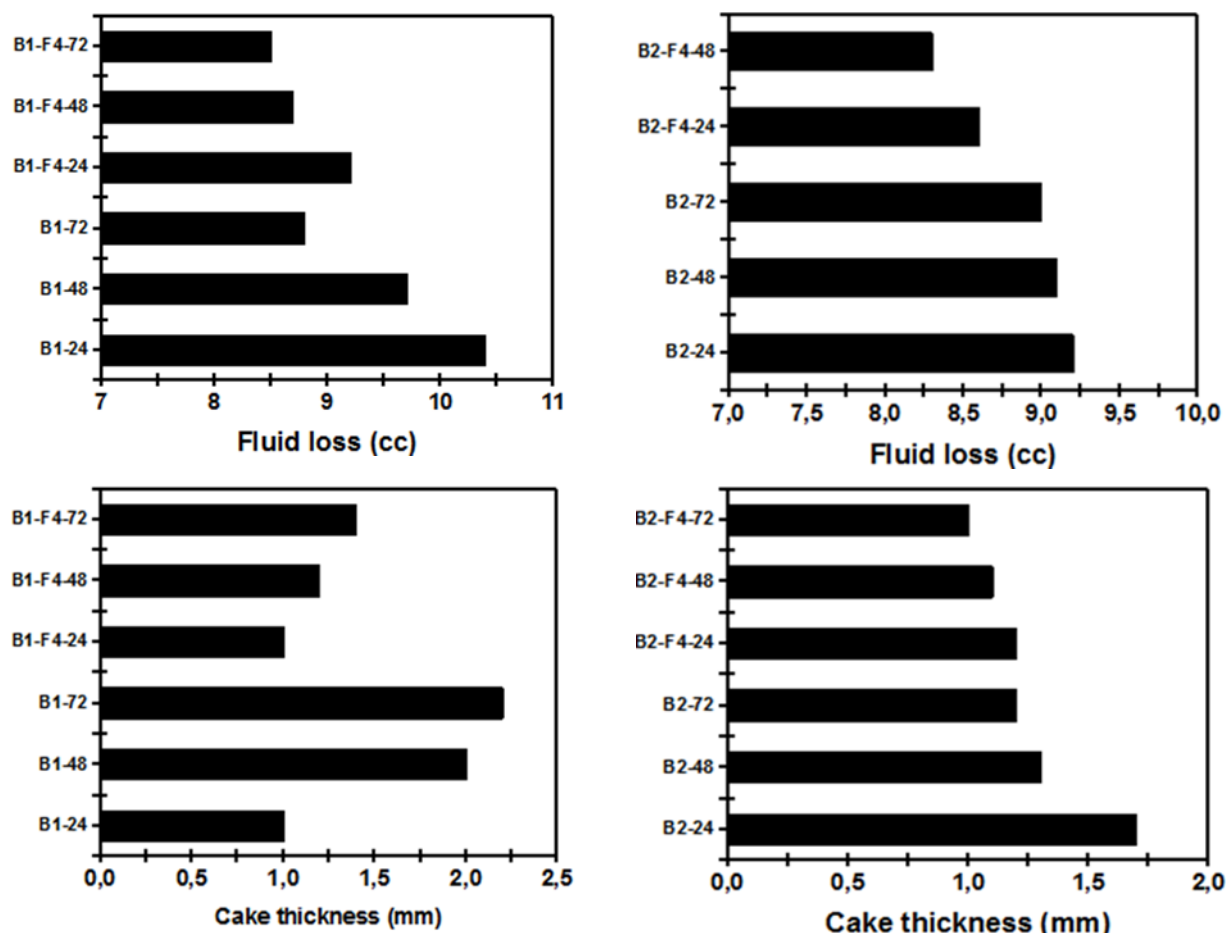 B1-F4-72
B1-F4-48
B1-F4-24
B1-72
B1-48
B1-24
7 8 9 10 11
Fluid loss (cc)
B2-F4-48
B2-F4-24
B2-72
B2-48
B2-24
7,0 7,5 8,0 8,5 9,0 9,5 10,0
Fluid loss (cc)
B1-F4-72
B1-F4-48
B1-F4-24
B1-72
B1-48
B1-24
0,0 0,5 1,0 1,5 2,0 2,5
Cake thickness (mm)
B2-F4-72
B2-F4-48
B2-F4-24
B2-72
B2-48
B2-24
0,0 0,5 1,0 1,5 2,0
Cake thickness (mm)